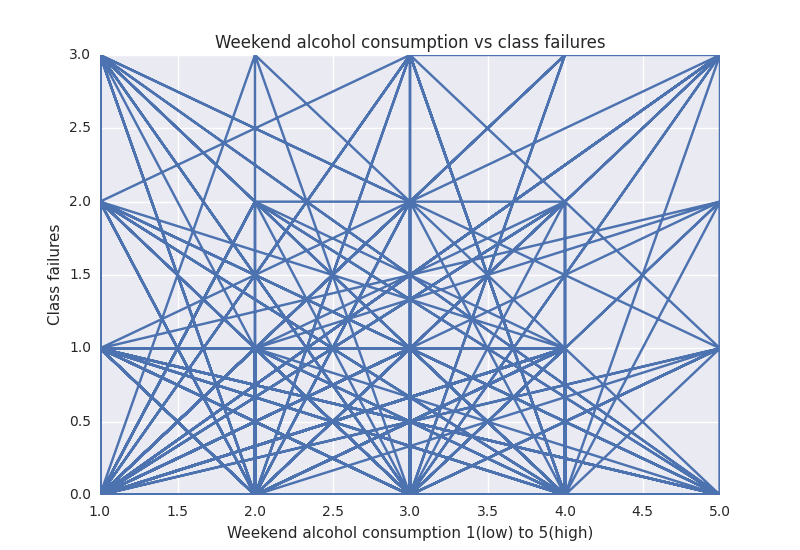 Weekend alcohol consumption vs class failures
3.0
2.5
2.0
1.5
1.0
0.5
0.0
Class failures
1.0 1.5 2.0 2.5 3.0 3.5 4.0 4.5 5.0
Weekend alcohol consumption 1(low) to 5(high)